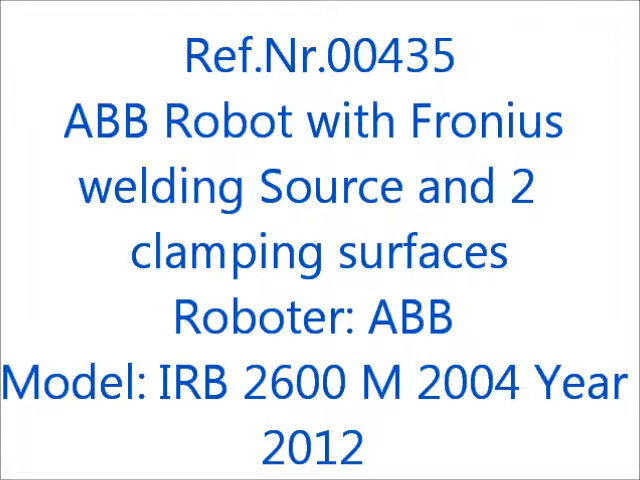 Ref.Nr.00435
ABB Robot with Fronius
welding Source and 2
clamping surfaces
Roboter: ABB
Model: IRB 2600 M 2004 Year
2012